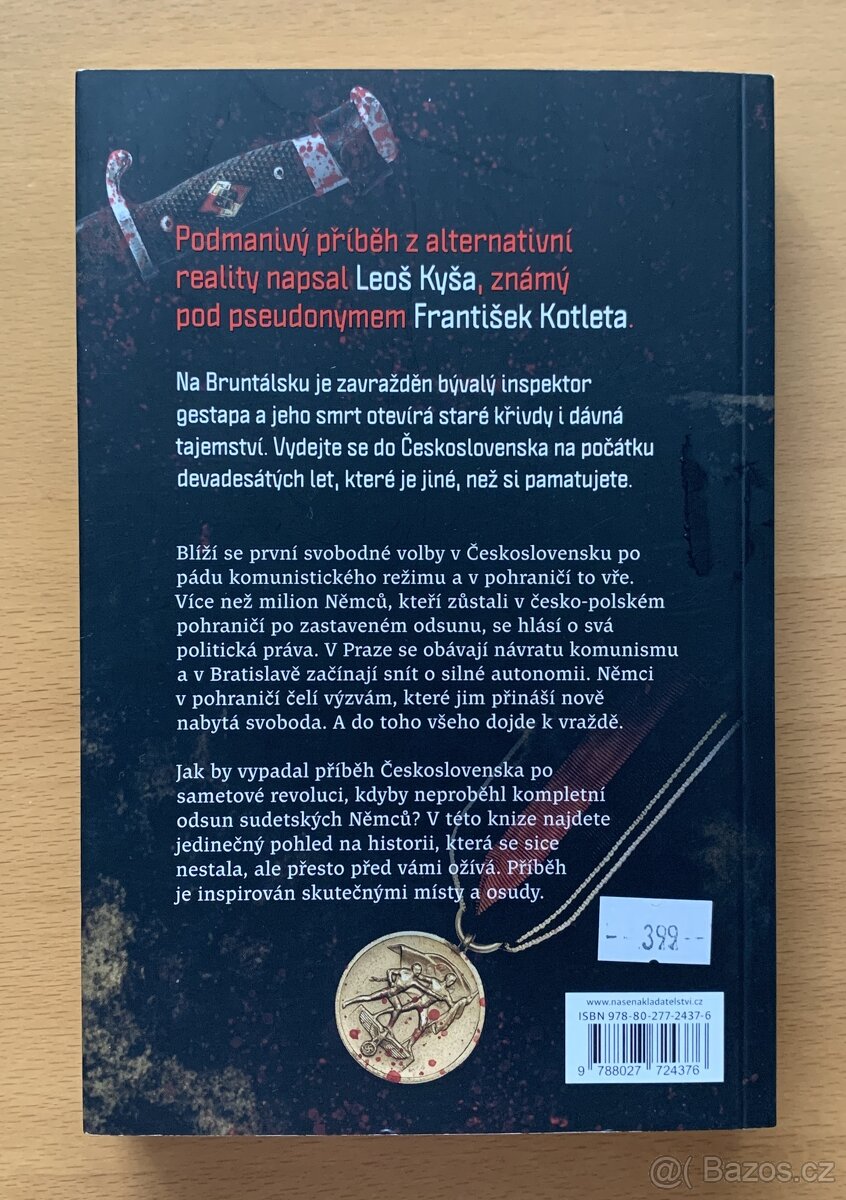 Podmanivý příběh z alternativní
reality napsal Leoš Kyša, známý
pod pseudonymem František Kotleta.
Na Bruntálsku je zavražděn bývalý inspektor
gestapa a jeho smrt otevírá staré křivdy i dávná
tajemství. Vydejte se do Československa na počátku
devadesátých let, které je jiné, než si pamatujete.
Blíží se první svobodné volby v Československu po
pádu komunistického režimu a v pohraničí to vře.
Více než milion Němců, kteří zůstali v česko-polském
pohraničí po zastaveném odsunu, se hlásí o svá
politická práva. V Praze se obávají návratu komunismu
a v Bratislavě začínají snít o silné autonomii. Němci
v pohraničí čelí výzvám, které jim přináší nově
nabytá svoboda. A do toho všeho dojde k vraždě.
Jak by vypadal příběh Československa po
sametové revoluci, kdyby neproběhl kompletní
odsun sudetských Němců? V této knize najdete
jedinečný pohled na historii, která se sice
nestala, ale přesto před vámi ožívá. Příběh
je inspirován skutečnými místy a osudy.
-- 399 --
www.nasenakladatelstvi.cz
ISBN 978-80-277-2437-6
9 788027 724376
@( Bazos.cz